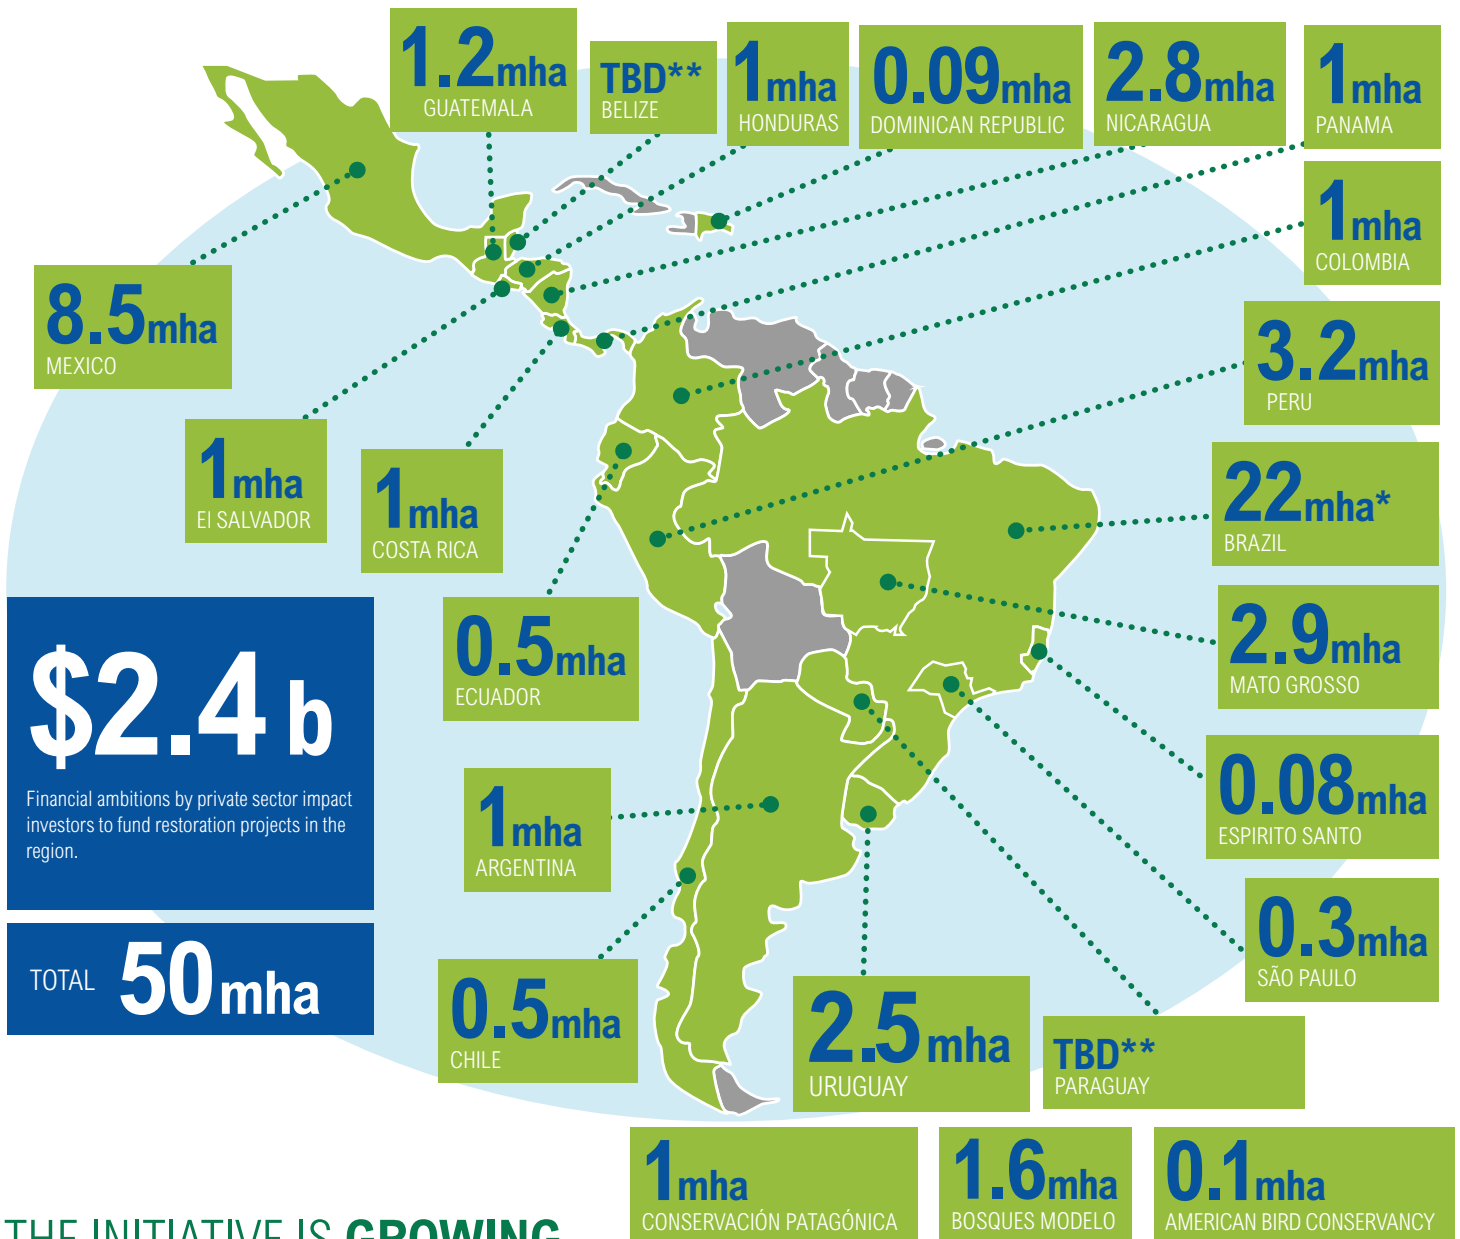 1.2mha
GUATEMALA
TBD**
BELIZE
1mha
HONDURAS
0.09mha
DOMINICAN REPUBLIC
2.8mha
NICARAGUA
1mha
PANAMA
1mha
COLOMBIA
8.5mha
MEXICO
3.2mha
PERU
1mha
El SALVADOR
1mha
COSTA RICA
22mha*
BRAZIL
0.5mha
ECUADOR
2.9mha
MATO GROSSO
$2.4 b
Financial ambitions by private sector impact
investors to fund restoration projects in the
region.
1mha
ARGENTINA
0.08mha
ESPIRITO SANTO
0.3mha
SÃO PAULO
TOTAL 50mha
0.5mha
CHILE
2.5mha
URUGUAY
TBD**
PARAGUAY
1mha
CONSERVACIÓN PATAGÓNICA
1.6mha
BOSQUES MODELO
0.1mha
AMERICAN BIRD CONSERVANCY
THE INITIATIVE IS GROWING